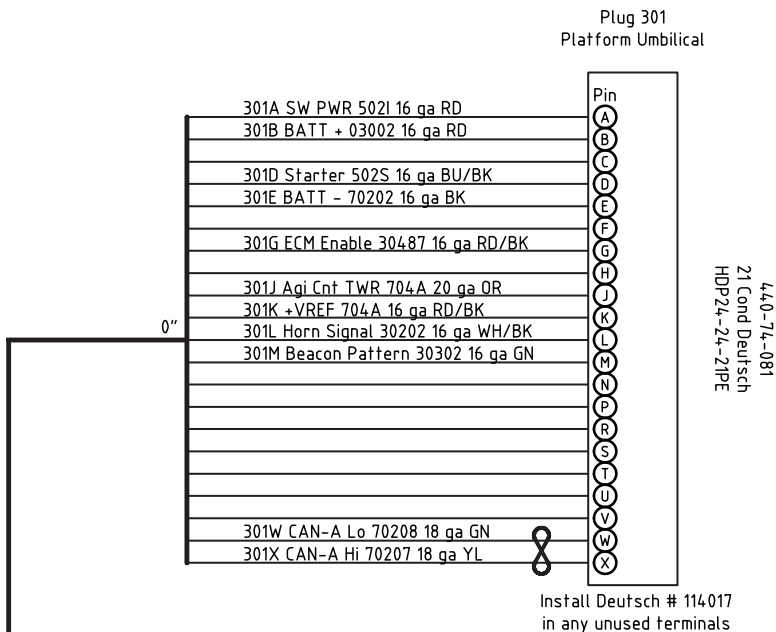 Plug 301
Platform Umbilical
Pin
301A SW PWR 502I 16 ga RD
A
301B BATT + 03002 16 ga RD
B
C
301D Starter 502S 16 ga BU/BK
D
301E BATT - 70202 16 ga BK
E
F
301G ECM Enable 30487 16 ga RD/BK
G
H
301J Agi Cnt TWR 704A 20 ga OR
J
301K +VREF 704A 16 ga RD/BK
K
0"
301L Horn Signal 30202 16 ga WH/BK
L
301M Beacon Pattern 30302 16 ga GN
M
N
P
R
S
T
U
V
301W CAN-A Lo 70208 18 ga GN
W
301X CAN-A Hi 70207 18 ga YL
X
440-74-081
21 Cond Deutsch
HDP24-24-21PE
Install Deutsch # 114017
in any unused terminals